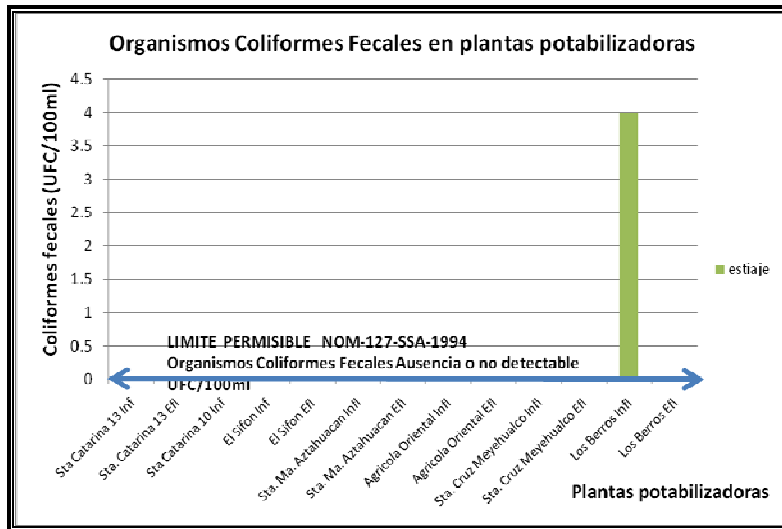 Organismos Coliformes Fecales en plantas potabilizadoras
Coliformes fecales (UFC/100ml)
4.5
4
3.5
3
2.5
2
1.5
1
0.5
0
LIMITE PERMISIBLE NOM-127-SSA-1994
Organismos Coliformes Fecales Ausencia o no detectable
UFC/100ml
estiaje
Sta Catarina 13 Inf
Sta. Catarina 13 Efl
Sta Catarina 10 Inf
El Sifon Inf
El Sifon Efl
Sta. Ma. Aztahuacan Infl
Sta. Ma. Aztahuacan Efl
Agricola Oriental Infl
Agricola Oriental Efl
Sta. Cruz Meyehualco Infl
Sta. Cruz Meyehualco Efl
Los Berros Infl
Los Berros Efl
Plantas potabilizadoras